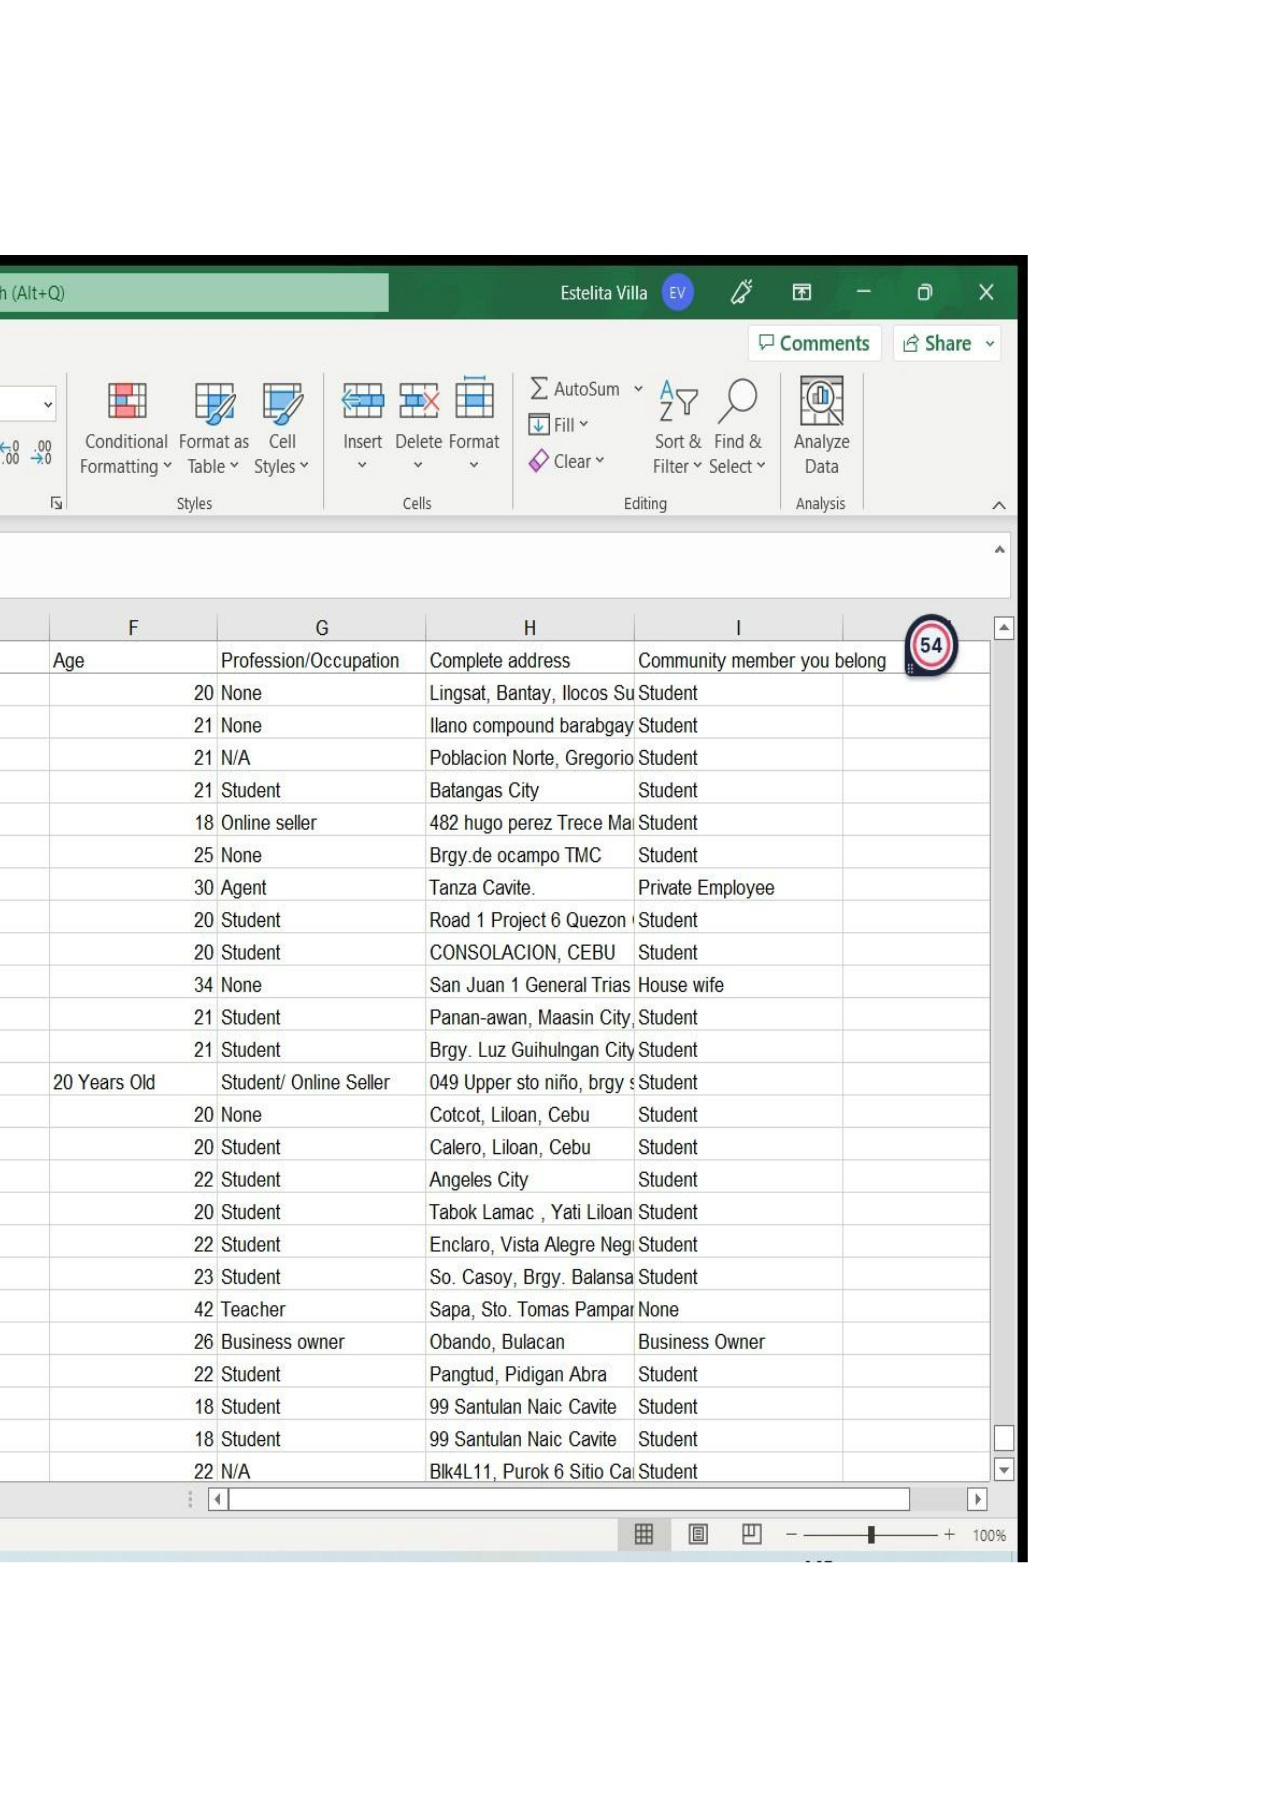 h (Alt+Q) Estelita Villa EV
Comments Share
Conditional Formatting Format as Table Cell Styles Insert Delete Format AutoSum Fill Clear Sort & Filter Find & Select Analyze Data
Styles Cells Editing Analysis
F G H I
54
Age Profession/Occupation Complete address Community member you belong
20 None Lingsat, Bantay, Ilocos Su Student
21 None llano compound barabgay Student
21 N/A Poblacion Norte, Gregorio Student
21 Student Batangas City Student
18 Online seller 482 hugo perez Trece Mar Student
25 None Brgy.de ocampo TMC Student
30 Agent Tanza Cavite. Private Employee
20 Student Road 1 Project 6 Quezon Student
20 Student CONSOLACION, CEBU Student
34 None San Juan 1 General Trias House wife
21 Student Panan-awan, Maasin City, Student
21 Student Brgy. Luz Guihulngan City Student
20 Years Old Student/ Online Seller 049 Upper sto niño, brgy s Student
20 None Cotcot, Liloan, Cebu Student
20 Student Calero, Liloan, Cebu Student
22 Student Angeles City Student
20 Student Tabok Lamac , Yati Liloan Student
22 Student Enclaro, Vista Alegre Neg Student
23 Student So. Casoy, Brgy. Balansa Student
42 Teacher Sapa, Sto. Tomas Pampan None
26 Business owner Obando, Bulacan Business Owner
22 Student Pangtud, Pidigan Abra Student
18 Student 99 Santulan Naic Cavite Student
18 Student 99 Santulan Naic Cavite Student
22 N/A Blk4L11, Purok 6 Sitio Ca Student
100%